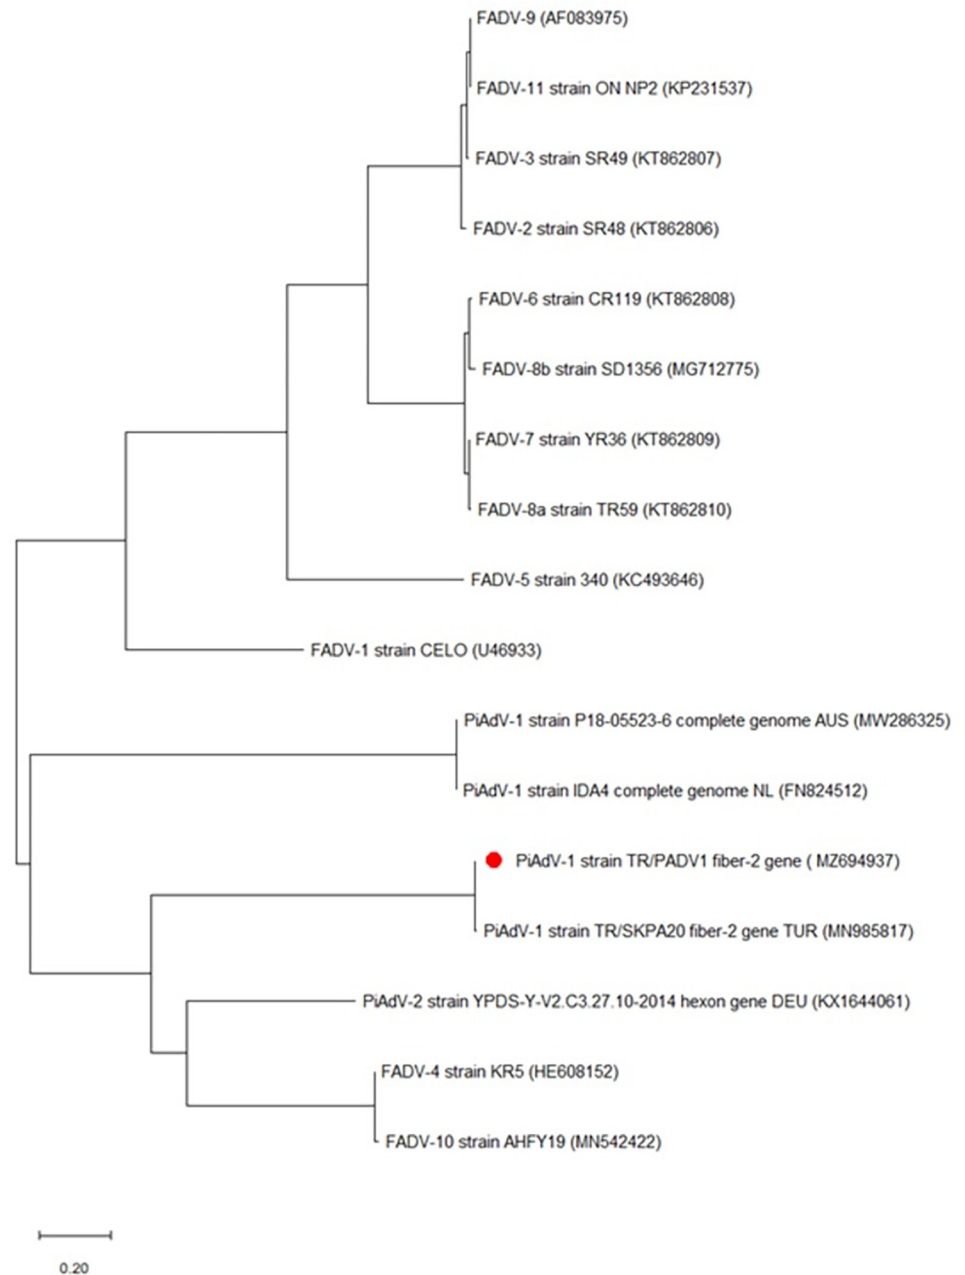 FADV-9 (AF083975)
FADV-11 strain ON NP2 (KP231537)
FADV-3 strain SR49 (KT862807)
FADV-2 strain SR48 (KT862806)
FADV-6 strain CR119 (KT862808)
FADV-8b strain SD1356 (MG712775)
FADV-7 strain YR36 (KT862809)
FADV-8a strain TR59 (KT862810)
FADV-5 strain 340 (KC493646)
FADV-1 strain CELO (U46933)
PiAdV-1 strain P18-05523-6 complete genome AUS (MW286325)
PiAdV-1 strain IDA4 complete genome NL (FN824512)
PiAdV-1 strain TR/PADV1 fiber-2 gene ( MZ694937)
PiAdV-1 strain TR/SKPA20 fiber-2 gene TUR (MN985817)
PiAdV-2 strain YPDS-Y-V2.C3.27.10-2014 hexon gene DEU (KX1644061)
FADV-4 strain KR5 (HE608152)
FADV-10 strain AHFY19 (MN542422)
0.20